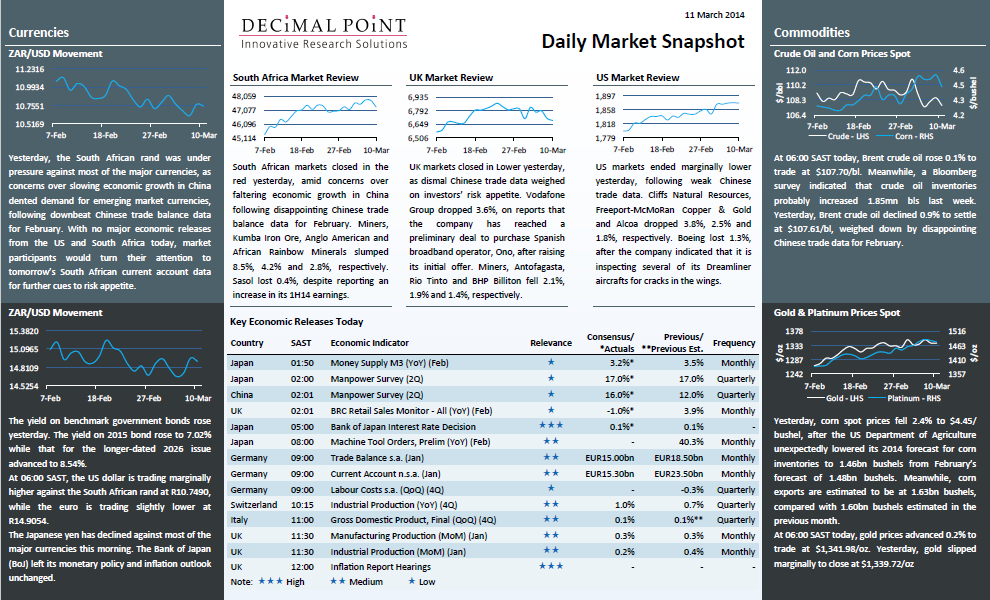 Currencies
ZAR/USD Movement
11.2316
10.9934
10.7551
10.5169
7-Feb 18-Feb 27-Feb 10-Mar
Yesterday, the South African rand was under
pressure against most of the major currencies, as
concerns over slowing economic growth in China
dented demand for emerging market currencies,
following downbeat Chinese trade balance data
for February. With no major economic releases
from the US and South Africa today, market
participants would turn their attention to
tomorrow's South African current account data
for further cues to risk appetite.
ZAR/USD Movement
15.3820
15.0965
14.8109
14.5254
7-Feb 18-Feb 27-Feb 10-Mar
The yield on benchmark government bonds rose
yesterday. The yield on 2015 bond rose to 7.02%
while that for the longer-dated 2026 issue
advanced to 8.54%.
At 06:00 SAST, the US dollar is trading marginally
higher against the South African rand at R10.7490,
while the euro is trading slightly lower at
R14.9054.
The Japanese yen has declined against most of the
major currencies this morning. The Bank of Japan
(BoJ) left its monetary policy and inflation outlook
unchanged.
DECiMAL POiNT
Innovative Research Solutions
11 March 2014
Daily Market Snapshot
South Africa Market Review
48,059
47,077
46,096
45,114
7-Feb 18-Feb 27-Feb 10-Mar
South African markets closed in the
red yesterday, amid concerns over
faltering economic growth in China
following disappointing Chinese trade
balance data for February. Miners,
Kumba Iron Ore, Anglo American and
African Rainbow Minerals slumped
8.5%, 4.2% and 2.8%, respectively.
Sasol lost 0.4%, despite reporting an
increase in its 1H14 earnings.
UK Market Review
6,935
6,792
6,649
6,506
7-Feb 18-Feb 27-Feb 10-Mar
UK markets closed in Lower yesterday,
as dismal Chinese trade data weighed
on investors' risk appetite. Vodafone
Group dropped 3.6%, on reports that
the company has reached a
preliminary deal to purchase Spanish
broadband operator, Ono, after raising
its initial offer. Miners, Antofagasta,
Rio Tinto and BHP Billiton fell 2.1%,
1.9% and 1.4%, respectively.
US Market Review
1,897
1,858
1,818
1,779
7-Feb 18-Feb 27-Feb 10-Mar
US markets ended marginally lower
yesterday, following weak Chinese
trade data. Cliffs Natural Resources,
Freeport-McMoRan Copper & Gold
and Alcoa dropped 3.8%, 2.5% and
1.8%, respectively. Boeing lost 1.3%,
after the company indicated that it is
inspecting several of its Dreamliner
aircrafts for cracks in the wings.
Key Economic Releases Today
Country SAST Economic Indicator Relevance Consensus/ *Actuals Previous/ **Previous Est. Frequency
Japan 01:50 Money Supply M3 (YoY) (Feb) ★ 3.2%* 3.5% Monthly
Japan 02:00 Manpower Survey (2Q) ★ 17.0%* 17.0% Quarterly
China 02:01 Manpower Survey (2Q) ★ 16.0%* 12.0% Quarterly
UK 02:01 BRC Retail Sales Monitor - All (YoY) (Feb) ★ -1.0%* 3.9% Monthly
Japan 05:00 Bank of Japan Interest Rate Decision ★★★ 0.1%* 0.1% -
Japan 08:00 Machine Tool Orders, Prelim (YoY) (Feb) ★★ - 40.3% Monthly
Germany 09:00 Trade Balance s.a. (Jan) ★★ EUR15.00bn EUR18.50bn Monthly
Germany 09:00 Current Account n.s.a. (Jan) ★★ EUR15.30bn EUR23.50bn Monthly
Germany 09:00 Labour Costs s.a. (QoQ) (4Q) ★ - -0.3% Quarterly
Switzerland 10:15 Industrial Production (YoY) (4Q) ★★ 1.0% 0.7% Quarterly
Italy 11:00 Gross Domestic Product, Final (QoQ) (4Q) ★★ 0.1% 0.1%** Quarterly
UK 11:30 Manufacturing Production (MoM) (Jan) ★★ 0.3% 0.3% Monthly
UK 11:30 Industrial Production (MoM) (Jan) ★★ 0.2% 0.4% Monthly
UK 12:00 Inflation Report Hearings ★★★ - - -
Note: ★★★ High ★★ Medium ★ Low
Commodities
Crude Oil and Corn Prices Spot
$/bbl
112.0
110.2
108.3
106.4
4.6
4.5
4.3
4.2
$/bushel
7-Feb 18-Feb 27-Feb 10-Mar
Crude - LHS Corn - RHS
At 06:00 SAST today, Brent crude oil rose 0.1% to
trade at $107.70/bl. Meanwhile, a Bloomberg
survey indicated that crude oil inventories
probably increased 1.85mn bls last week.
Yesterday, Brent crude oil declined 0.9% to settle
at $107.61/bl, weighed down by disappointing
Chinese trade data for February.
Gold & Platinum Prices Spot
$/oz
1378
1333
1287
1242
1516
1463
1410
1357
$/oz
7-Feb 18-Feb 27-Feb 10-Mar
Gold - LHS Platinum - RHS
Yesterday, corn spot prices fell 2.4% to $4.45/
bushel, after the US Department of Agriculture
unexpectedly lowered its 2014 forecast for corn
inventories to 1.46bn bushels from February's
forecast of 1.48bn bushels. Meanwhile, corn
exports are estimated to be at 1.63bn bushels,
compared with 1.60bn bushels estimated in the
previous month.
At 06:00 SAST today, gold prices advanced 0.2% to
trade at $1,341.98/oz. Yesterday, gold slipped
marginally to close at $1,339.72/oz